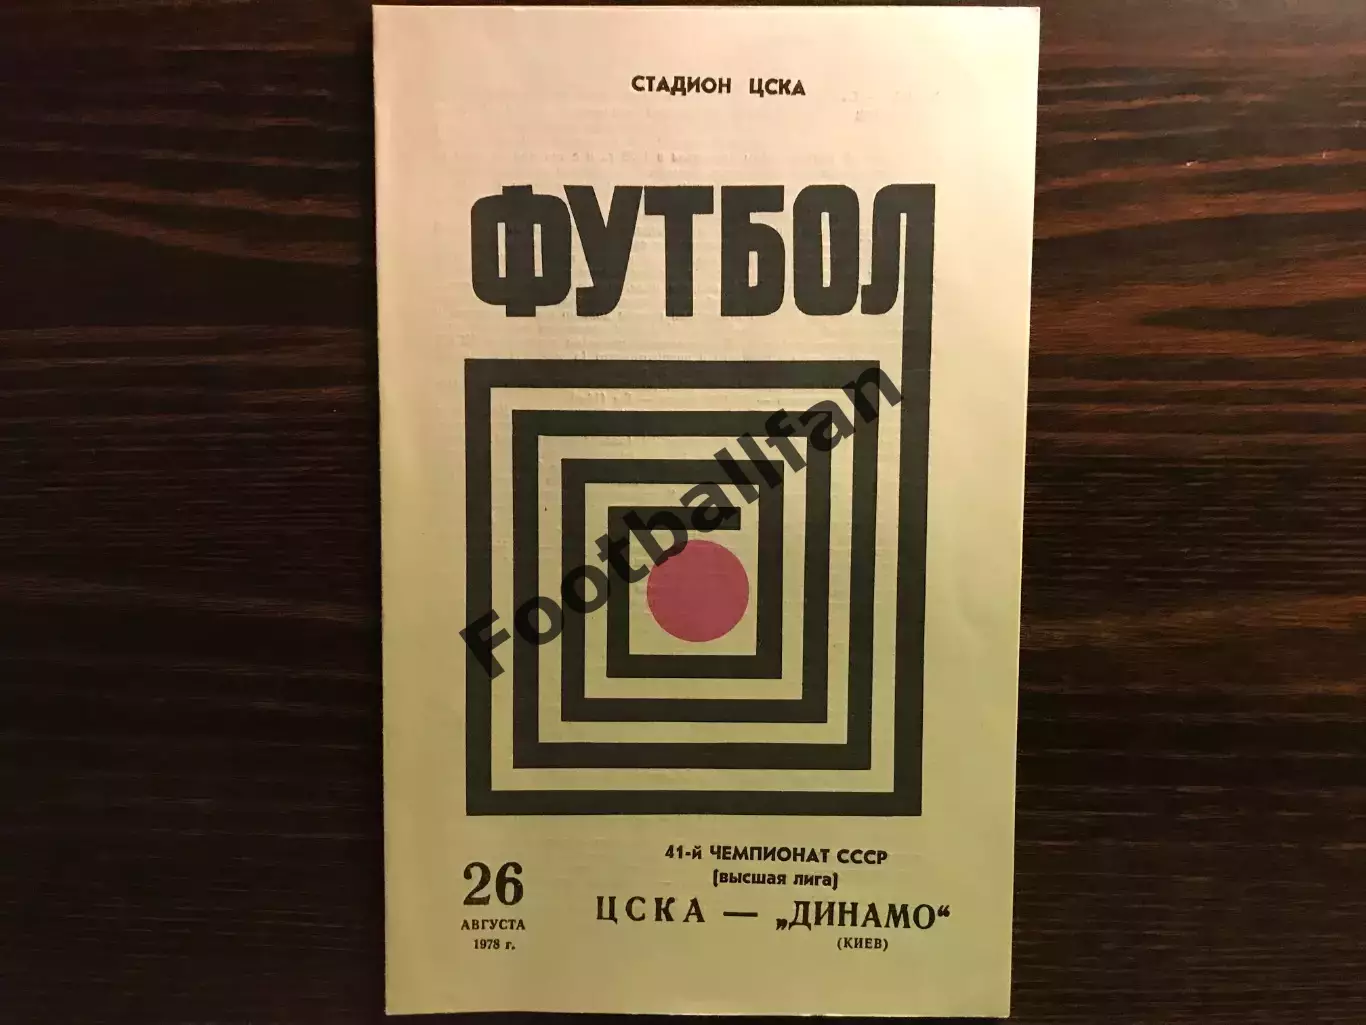 СТАДИОН ЦСКА
ФУТБОЛ
Footballfan
41-й ЧЕМПИОНАТ СССР
(высшая лига)
26
АВГУСТА
1978 г.
ЦСКА — „ДИНАМО“
(КИЕВ)